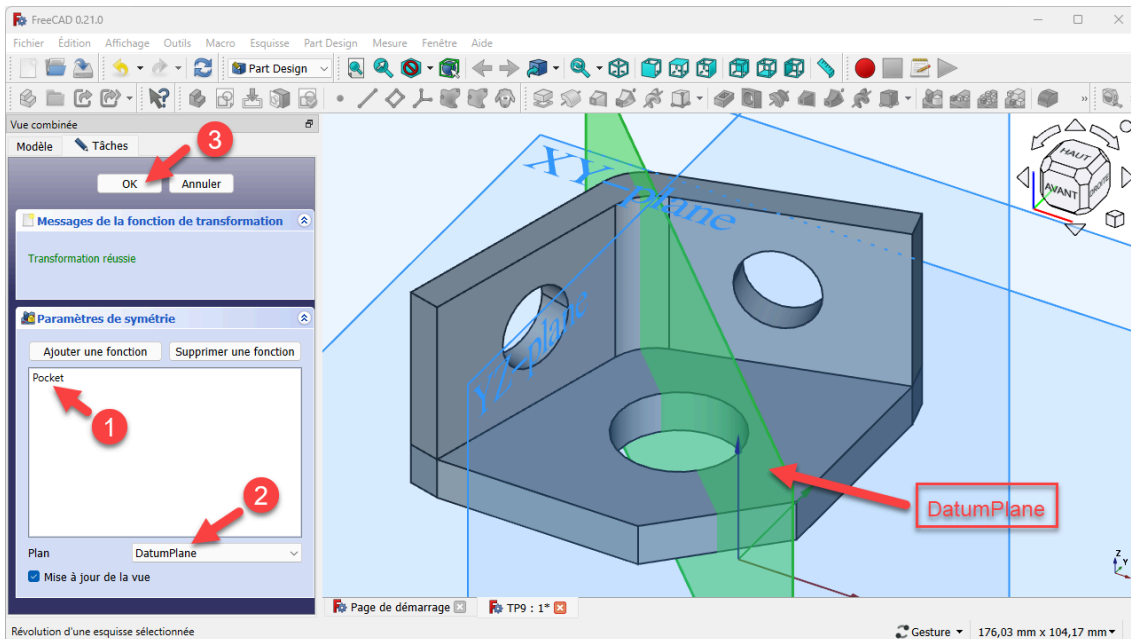 FreeCAD 0.21.0
Fichier Édition Affichage Outils Macro Esquisse Part Design Mesure Fenêtre Aide
Part Design
Vue combinée
Modèle Tâches
3
OK Annuler
Messages de la fonction de transformation
Transformation réussie
Paramètres de symétrie
Ajouter une fonction Supprimer une fonction
Pocket
1
2
Plan DatumPlane
Mise à jour de la vue
XY-plane
YZ-plane
HAUT
AVANT
DROITE
DatumPlane
Z
Y
Page de démarrage TP9 : 1*
Révolution d'une esquisse sélectionnée
Gesture 176,03 mm x 104,17 mm